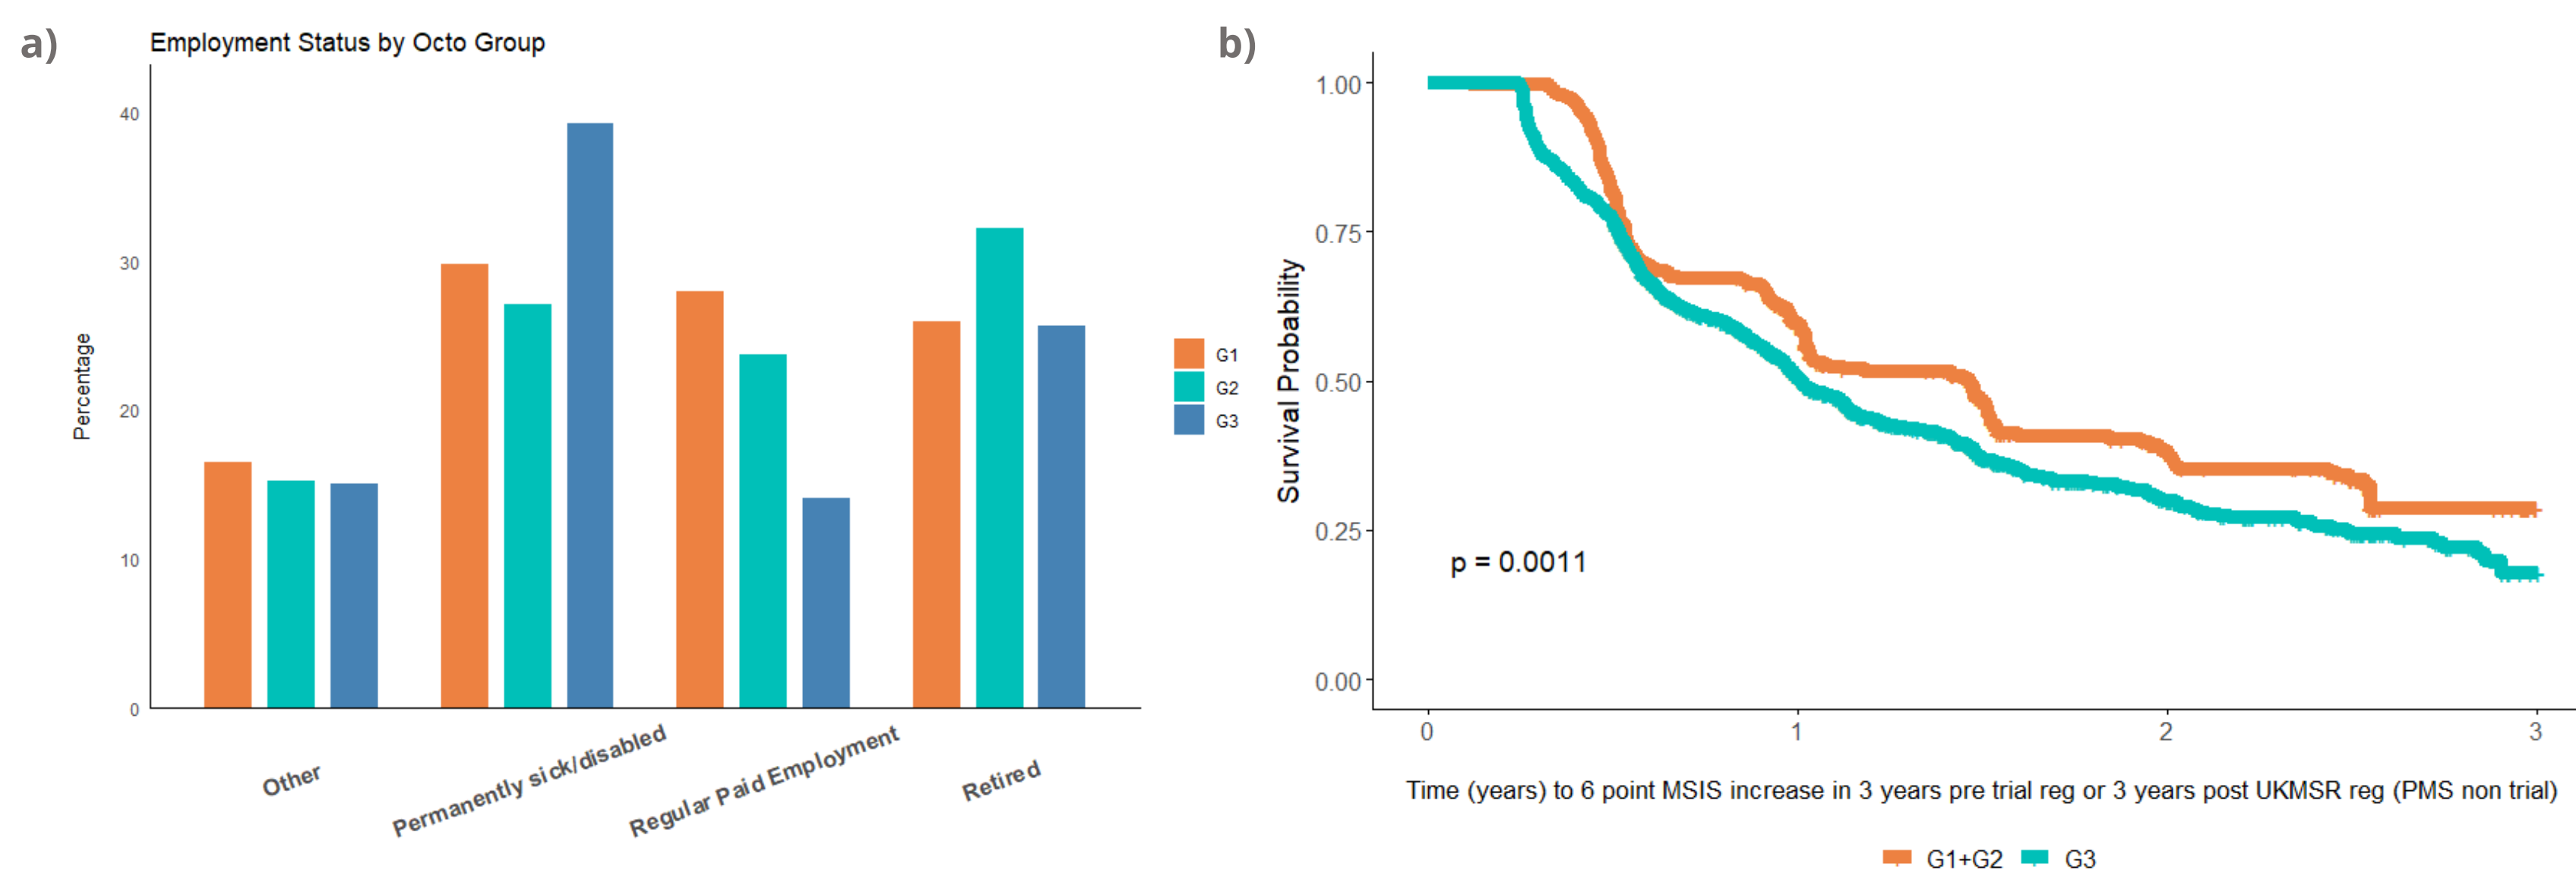 a)
Employment Status by Octo Group
Percentage
40
30
20
10
0
Other
Permanently sick/disabled
Regular Paid Employment
Retired
G1
G2
G3
b)
Survival Probability
1.00
0.75
0.50
0.25
0.00
p = 0.0011
0
1
2
3
Time (years) to 6 point MSIS increase in 3 years pre trial reg or 3 years post UKMSR reg (PMS non trial)
G1+G2
G3